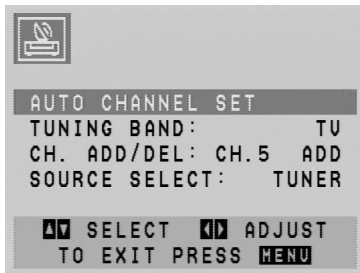 AUTO CHANNEL SET
TUNING BAND: TV
CH. ADD/DEL: CH.5 ADD
SOURCE SELECT: TUNER
▲▼ SELECT ◀▶ ADJUST
TO EXIT PRESS MENU